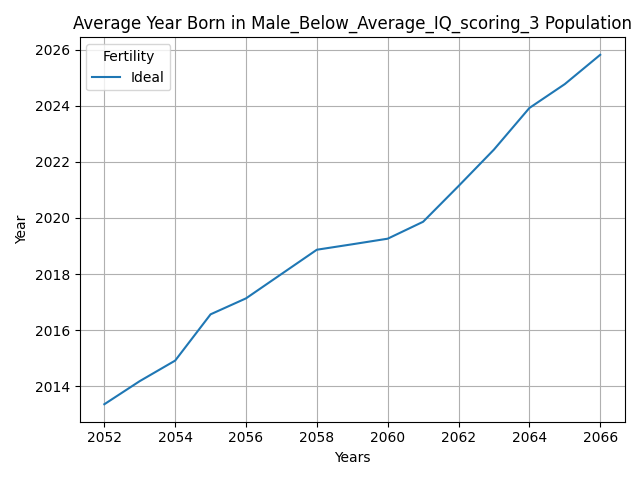 Average Year Born in Male_Below_Average_IQ_scoring_3 Population
Fertility
Ideal
Year
2026
2024
2022
2020
2018
2016
2014
2052 2054 2056 2058 2060 2062 2064 2066
Years